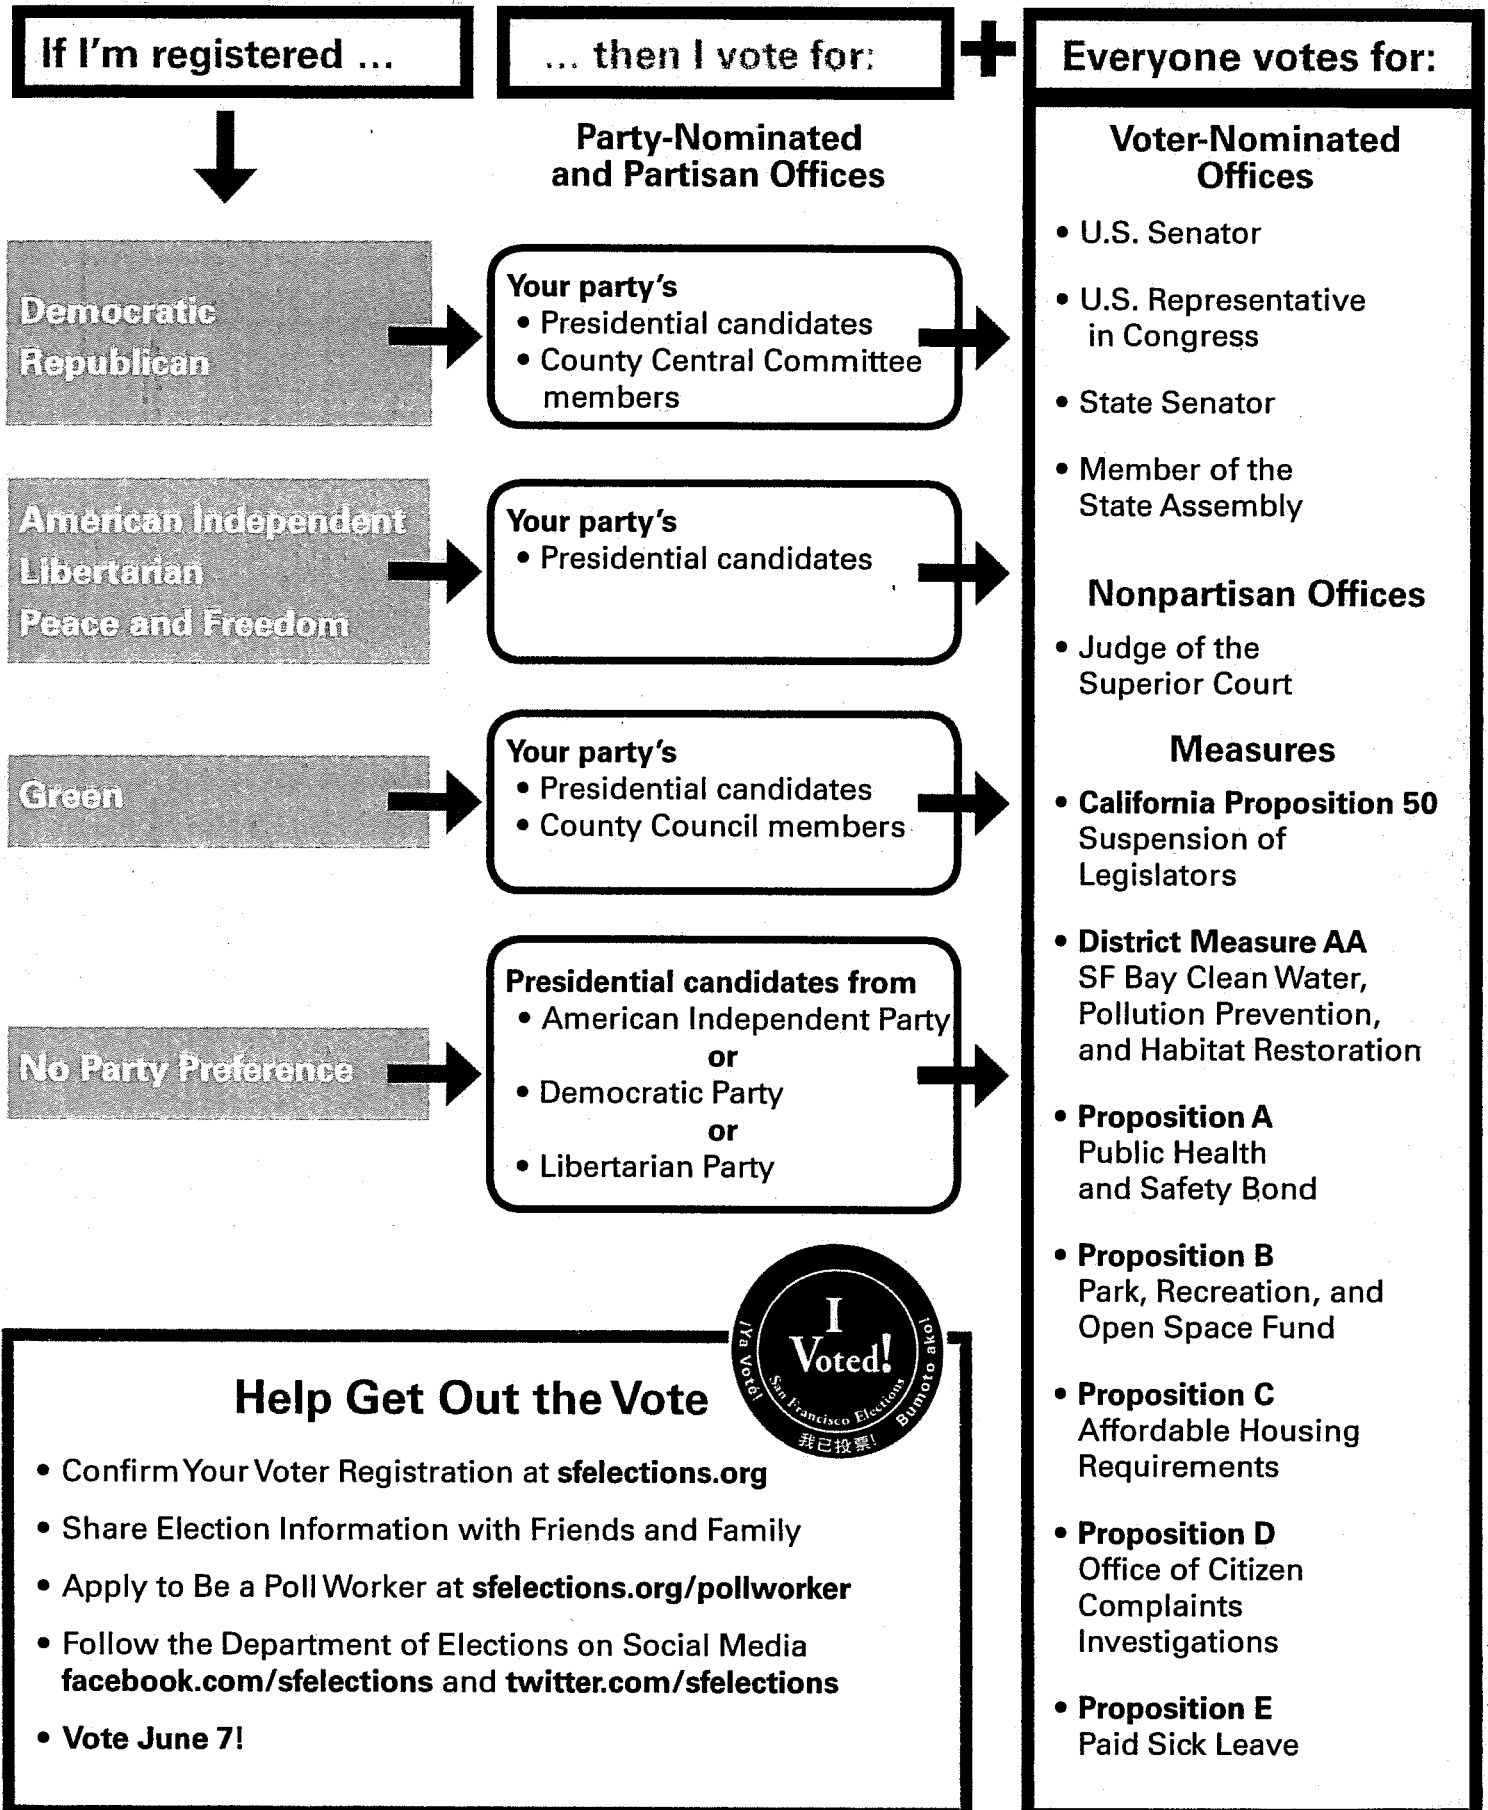 If I'm registered ...
... then I vote for:
+
Everyone votes for:
Party-Nominated
and Partisan Offices
Democratic
Republican
Your party's
• Presidential candidates
• County Central Committee
members
American Independent
Libertarian
Peace and Freedom
Your party's
• Presidential candidates
Green
Your party's
• Presidential candidates
• County Council members
No Party Preference
Presidential candidates from
• American Independent Party
or
• Democratic Party
or
• Libertarian Party
Voter-Nominated
Offices
• U.S. Senator
• U.S. Representative
in Congress
• State Senator
• Member of the
State Assembly
Nonpartisan Offices
• Judge of the
Superior Court
Measures
• California Proposition 50
Suspension of
Legislators
• District Measure AA
SF Bay Clean Water,
Pollution Prevention,
and Habitat Restoration
• Proposition A
Public Health
and Safety Bond
• Proposition B
Park, Recreation, and
Open Space Fund
• Proposition C
Affordable Housing
Requirements
• Proposition D
Office of Citizen
Complaints
Investigations
• Proposition E
Paid Sick Leave
I
Voted!
San Francisco Elections
¡Ya Voté!
我已投票!
Bumoto ako!
Help Get Out the Vote
• Confirm Your Voter Registration at sfelections.org
• Share Election Information with Friends and Family
• Apply to Be a Poll Worker at sfelections.org/pollworker
• Follow the Department of Elections on Social Media
facebook.com/sfelections and twitter.com/sfelections
• Vote June 7!